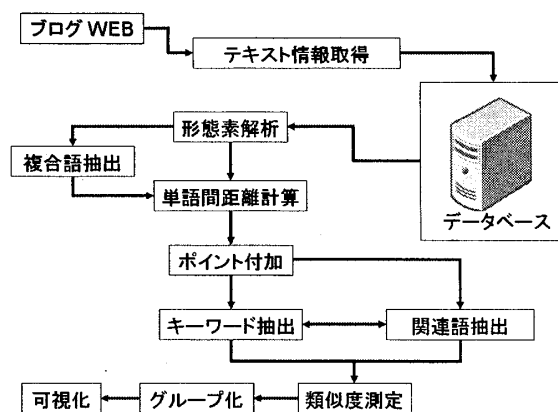 ブログ WEB
テキスト情報取得
形態素解析
複合語抽出
単語間距離計算
データベース
ポイント付加
キーワード抽出
関連語抽出
可視化
グループ化
類似度測定